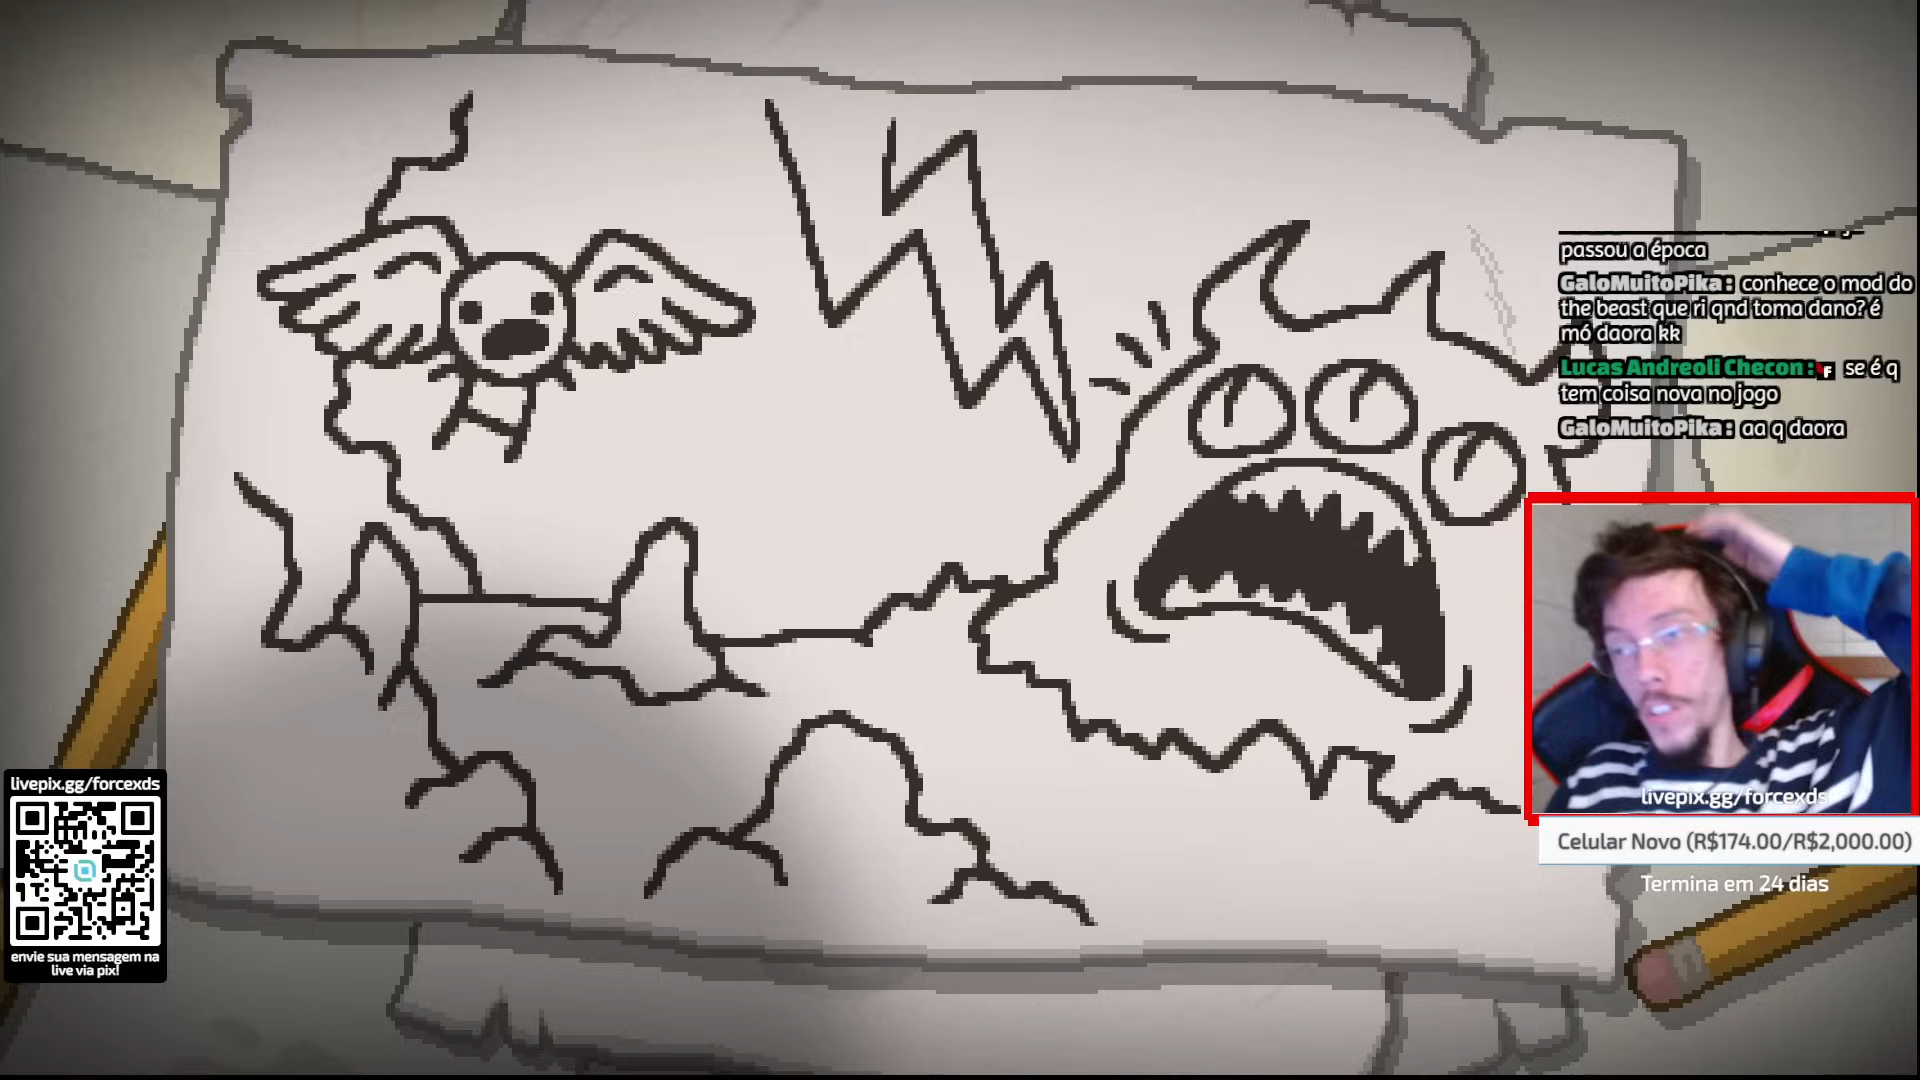 passou a época
GaloMuitoPika : conhece o mod do
the beast que ri qnd toma dano? é
mó daora kk
Lucas Andreoli Checon : F se é q
tem coisa nova no jogo
GaloMuitoPika : aa q daora
livepix.gg/forcexds
Celular Novo (R$174.00/R$2,000.00)
Termina em 24 dias
livepix.gg/forcexds
envie sua mensagem na
live via pix!